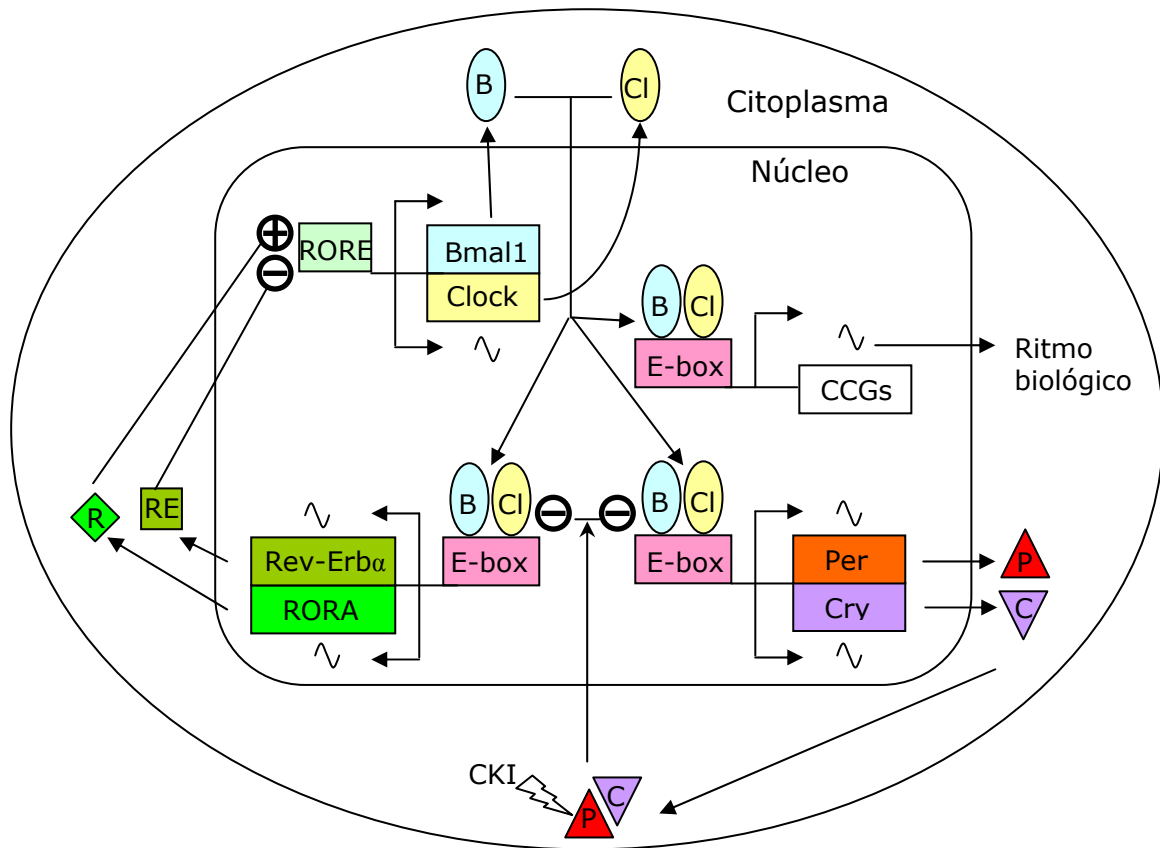 B
Cl
Citoplasma
Núcleo
+
−
RORE
Bmal1
Clock
B Cl
E-box
CCGs
Ritmo
biológico
R
RE
B Cl
− −
B Cl
Rev-Erbα
RORA
E-box
E-box
Per
Cry
P
C
CKI
P
C